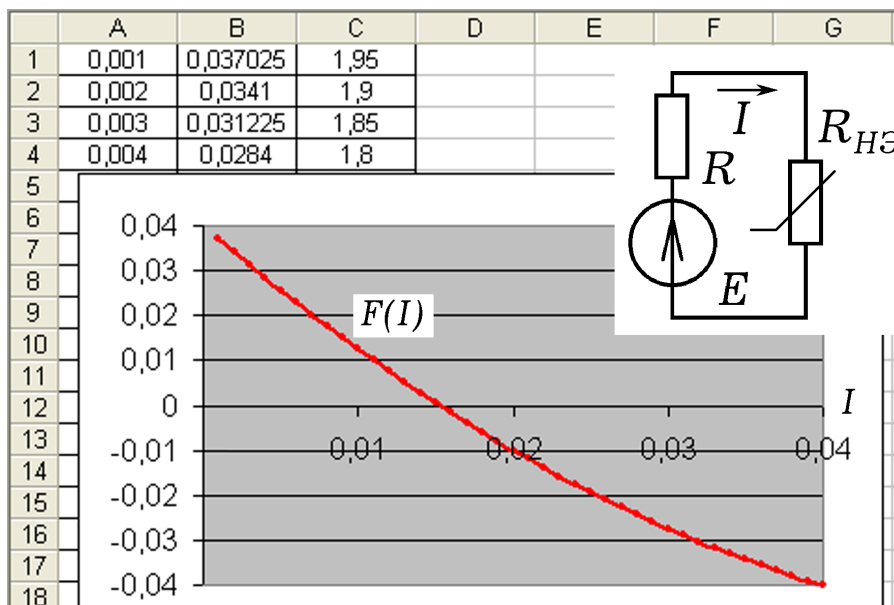 A B C D E F G
1 0,001 0,037025 1,95
2 0,002 0,0341 1,9
3 0,003 0,031225 1,85
4 0,004 0,0284 1,8
5
6
7
8
9
10
11
12
13
14
15
16
17
18
0,04
0,03
0,02
0,01
0
-0,01
-0,02
-0,03
-0,04
F(I)
0,01 0,02 0,03 0,04
I
I
R
RНЭ
E